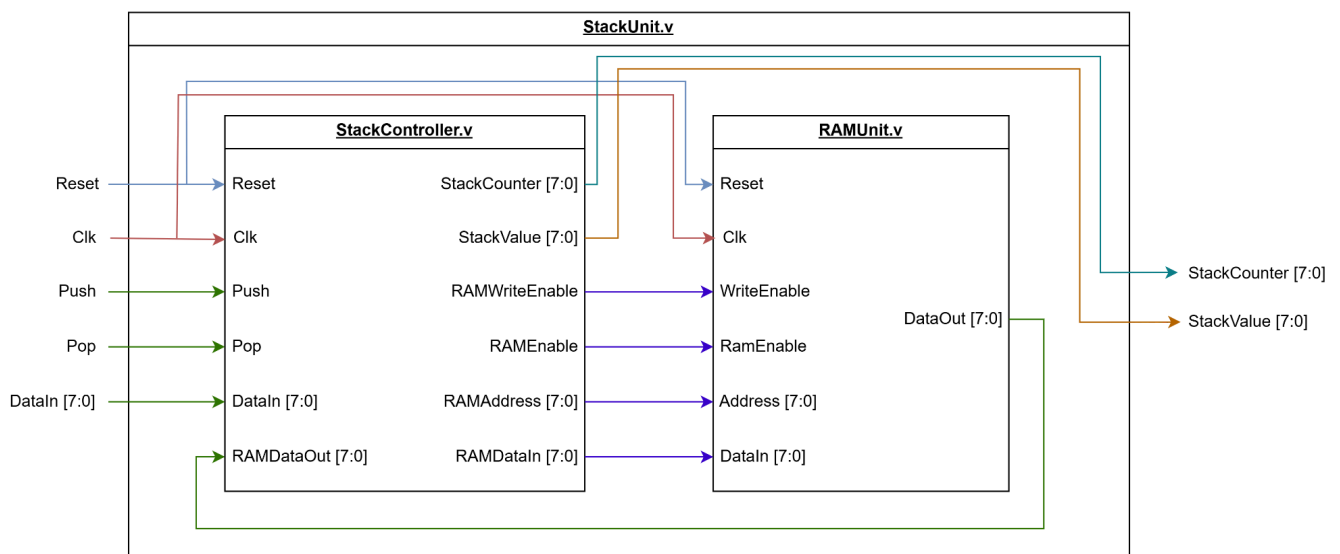 StackUnit.v
StackController.v
RAMUnit.v
Reset
Reset
StackCounter [7:0]
Reset
Clk
Clk
StackValue [7:0]
Clk
StackCounter [7:0]
Push
Push
RAMWriteEnable
WriteEnable
DataOut [7:0]
StackValue [7:0]
Pop
Pop
RAMEnable
RamEnable
DataIn [7:0]
DataIn [7:0]
RAMAddress [7:0]
Address [7:0]
RAMDataOut [7:0]
RAMDataIn [7:0]
DataIn [7:0]